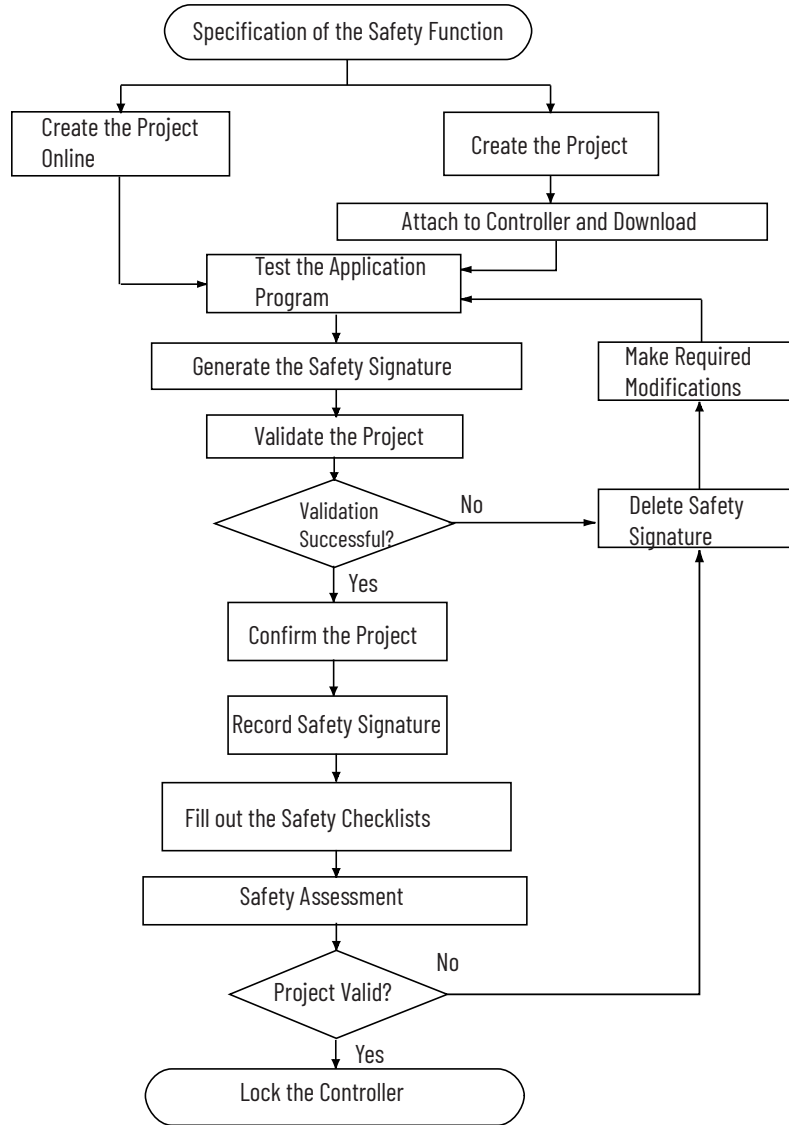 Specification of the Safety Function
Create the Project
Online
Create the Project
Attach to Controller and Download
Test the Application
Program
Generate the Safety Signature
Make Required
Modifications
Validate the Project
Validation
Successful?
No
Delete Safety
Signature
Yes
Confirm the Project
Record Safety Signature
Fill out the Safety Checklists
Safety Assessment
Project Valid?
No
Yes
Lock the Controller